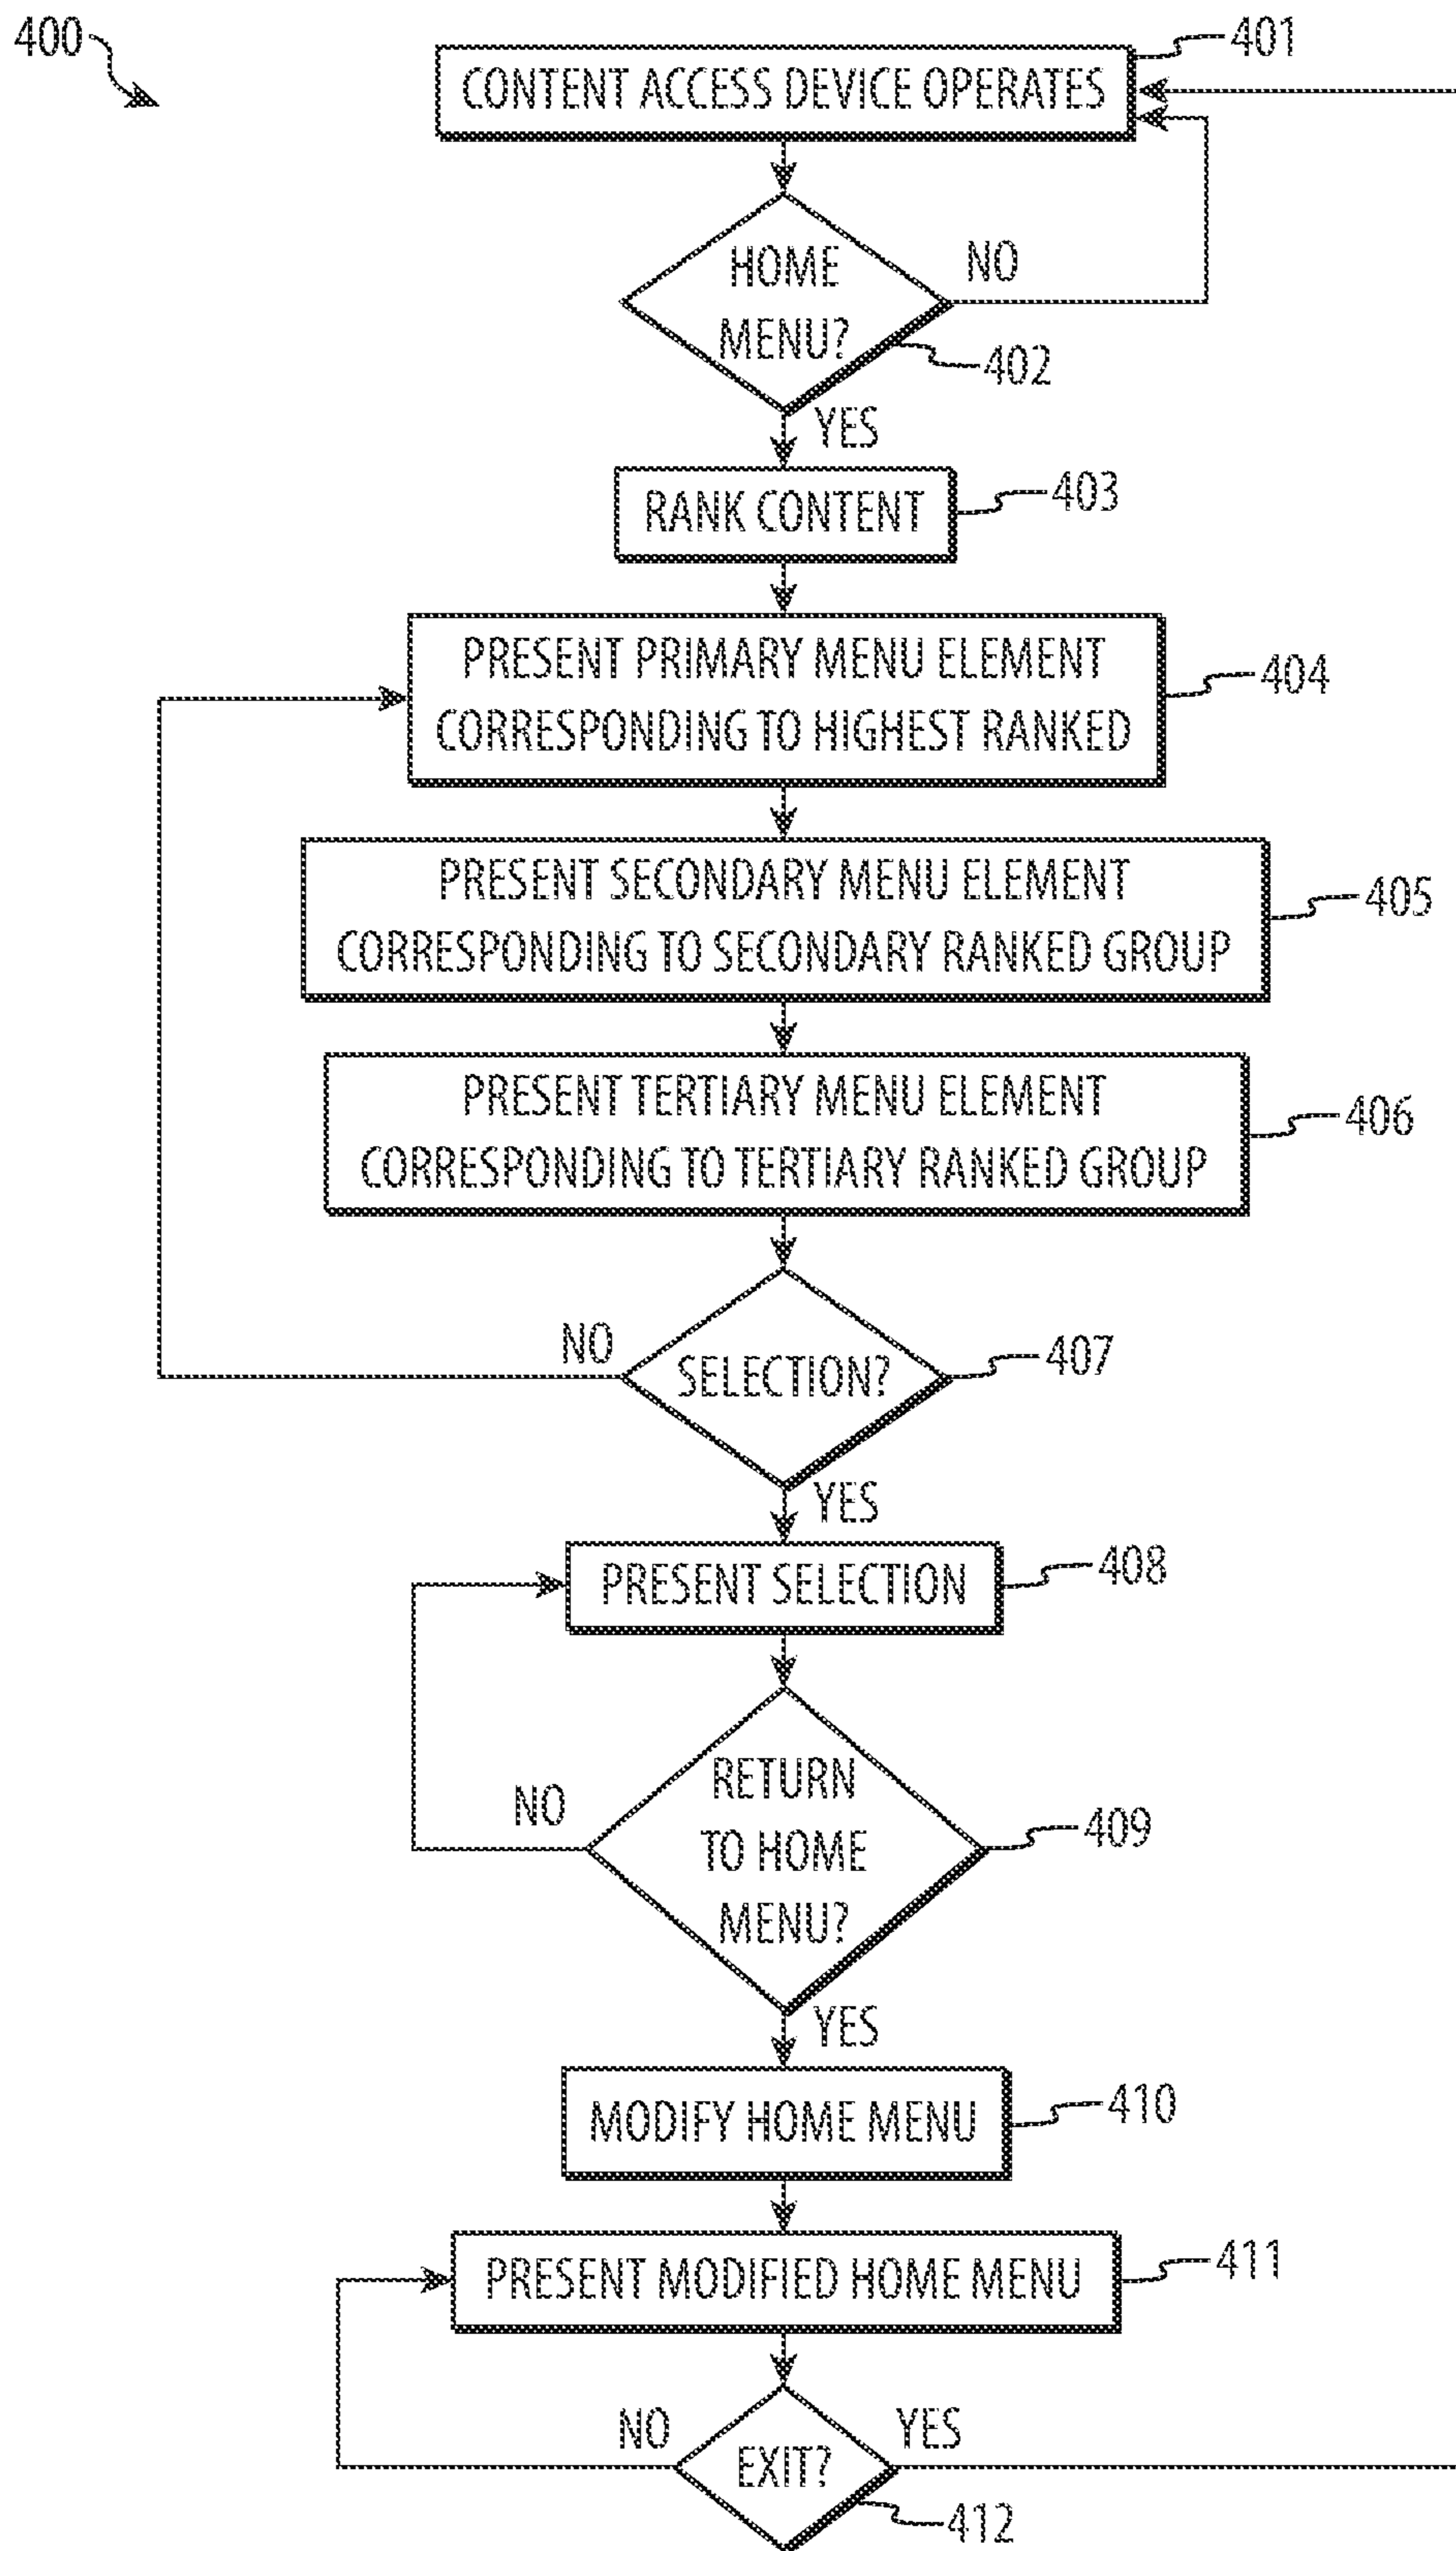 400
CONTENT ACCESS DEVICE OPERATES
401
HOME
MENU?
NO
402
YES
RANK CONTENT
403
PRESENT PRIMARY MENU ELEMENT
CORRESPONDING TO HIGHEST RANKED
404
PRESENT SECONDARY MENU ELEMENT
CORRESPONDING TO SECONDARY RANKED GROUP
405
PRESENT TERTIARY MENU ELEMENT
CORRESPONDING TO TERTIARY RANKED GROUP
406
NO
SELECTION?
407
YES
PRESENT SELECTION
408
NO
RETURN
TO HOME
MENU?
409
YES
MODIFY HOME MENU
410
PRESENT MODIFIED HOME MENU
411
NO
EXIT?
YES
412